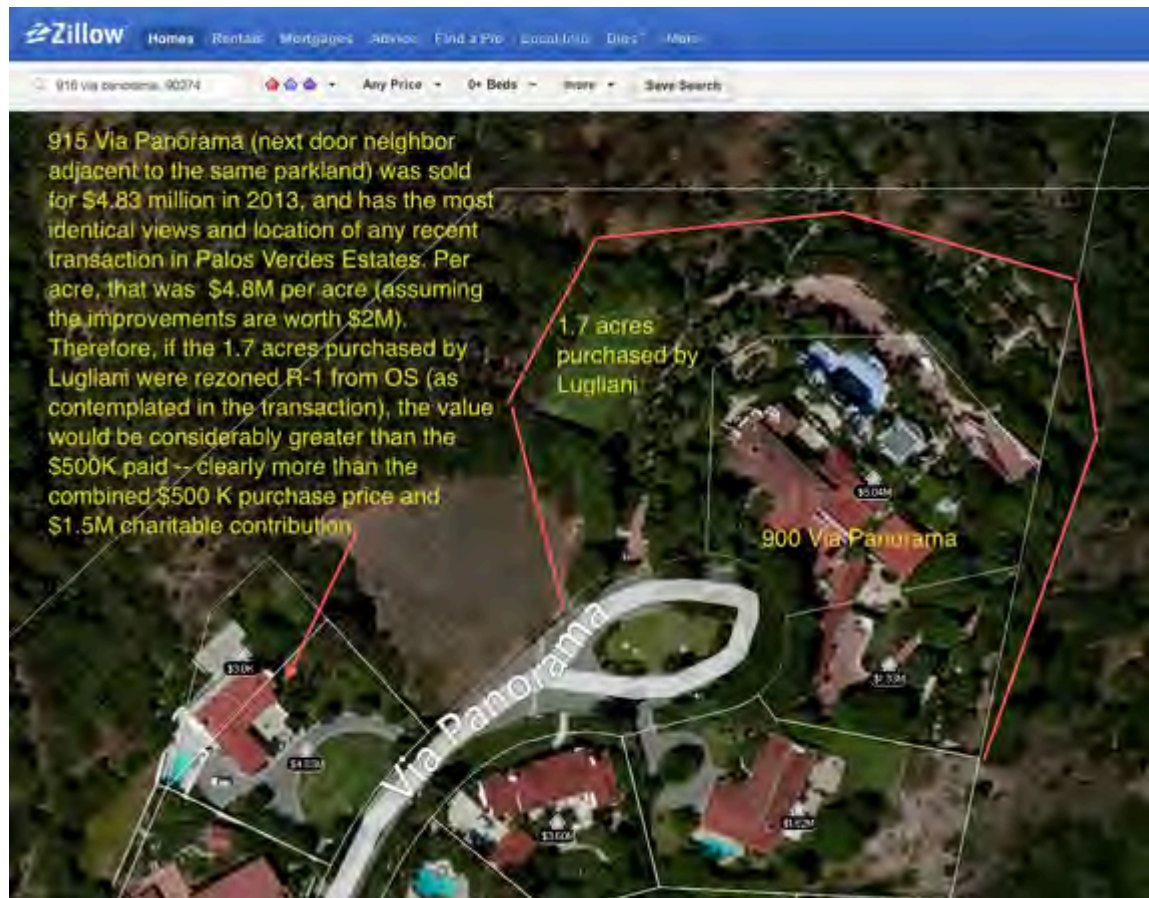 Zillow
Homes Rentals Mortgages Advice Find a Pro Local Info More
via panorama, 90274 Any Price 0+ Beds more Save Search
915 Via Panorama (next door neighbor
adjacent to the same parkland) was sold
for $4.83 million in 2013, and has the most
identical views and location of any recent
transaction in Palos Verdes Estates. Per
acre, that was $4.8M per acre (assuming
the improvements are worth $2M).
Therefore, if the 1.7 acres purchased by
Lugliani were rezoned R-1 from OS (as
contemplated in the transaction), the value
would be considerably greater than the
$500K paid -- clearly more than the
combined $500 K purchase price and
$1.5M charitable contribution
1.7 acres
purchased by
Lugliani
900 Via Panorama
Via Panorama
$3.60M